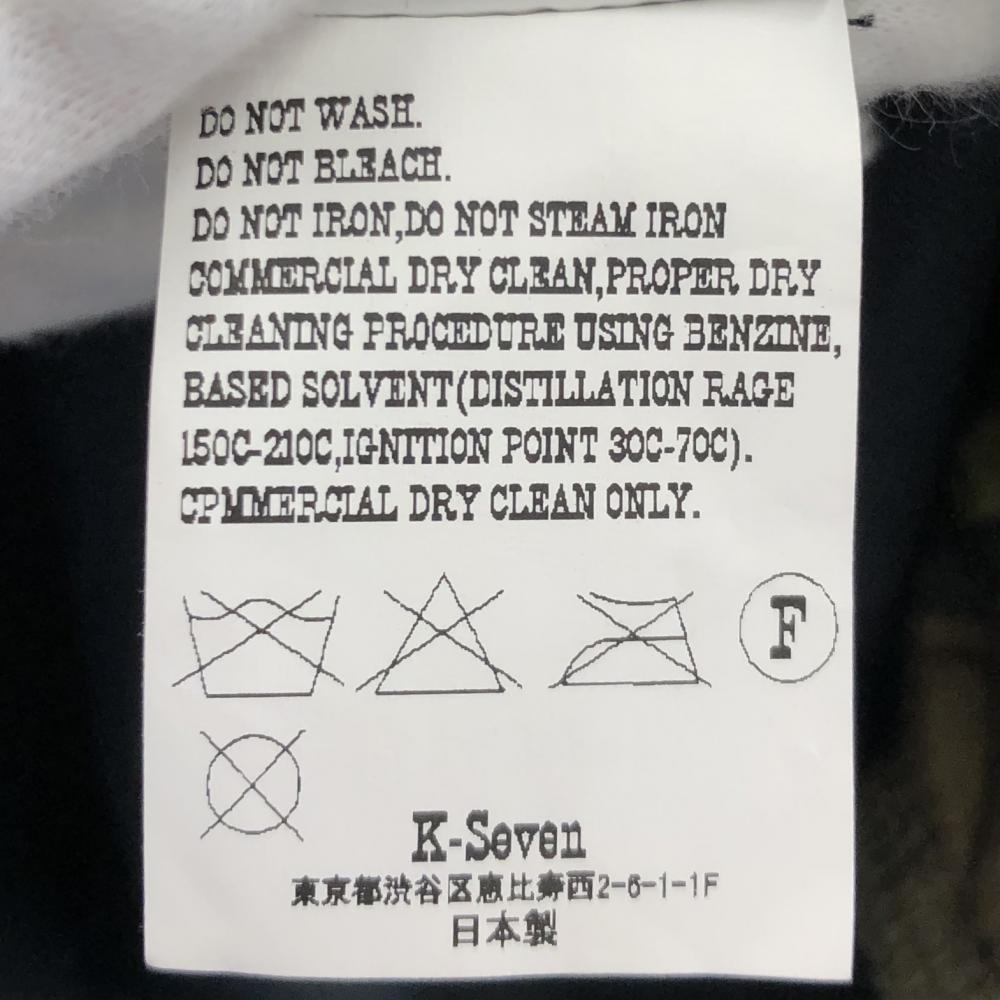 DO NOT WASH.
DO NOT BLEACH.
DO NOT IRON,DO NOT STEAM IRON
COMMERCIAL DRY CLEAN,PROPER DRY
CLEANING PROCEDURE USING BENZINE,
BASED SOLVENT(DISTILLATION RAGE
150C-210C,IGNITION POINT 30C-70C).
CPMMERCIAL DRY CLEAN ONLY.
F
K-Seven
東京都渋谷区恵比寿西2-6-1-1F
日本製